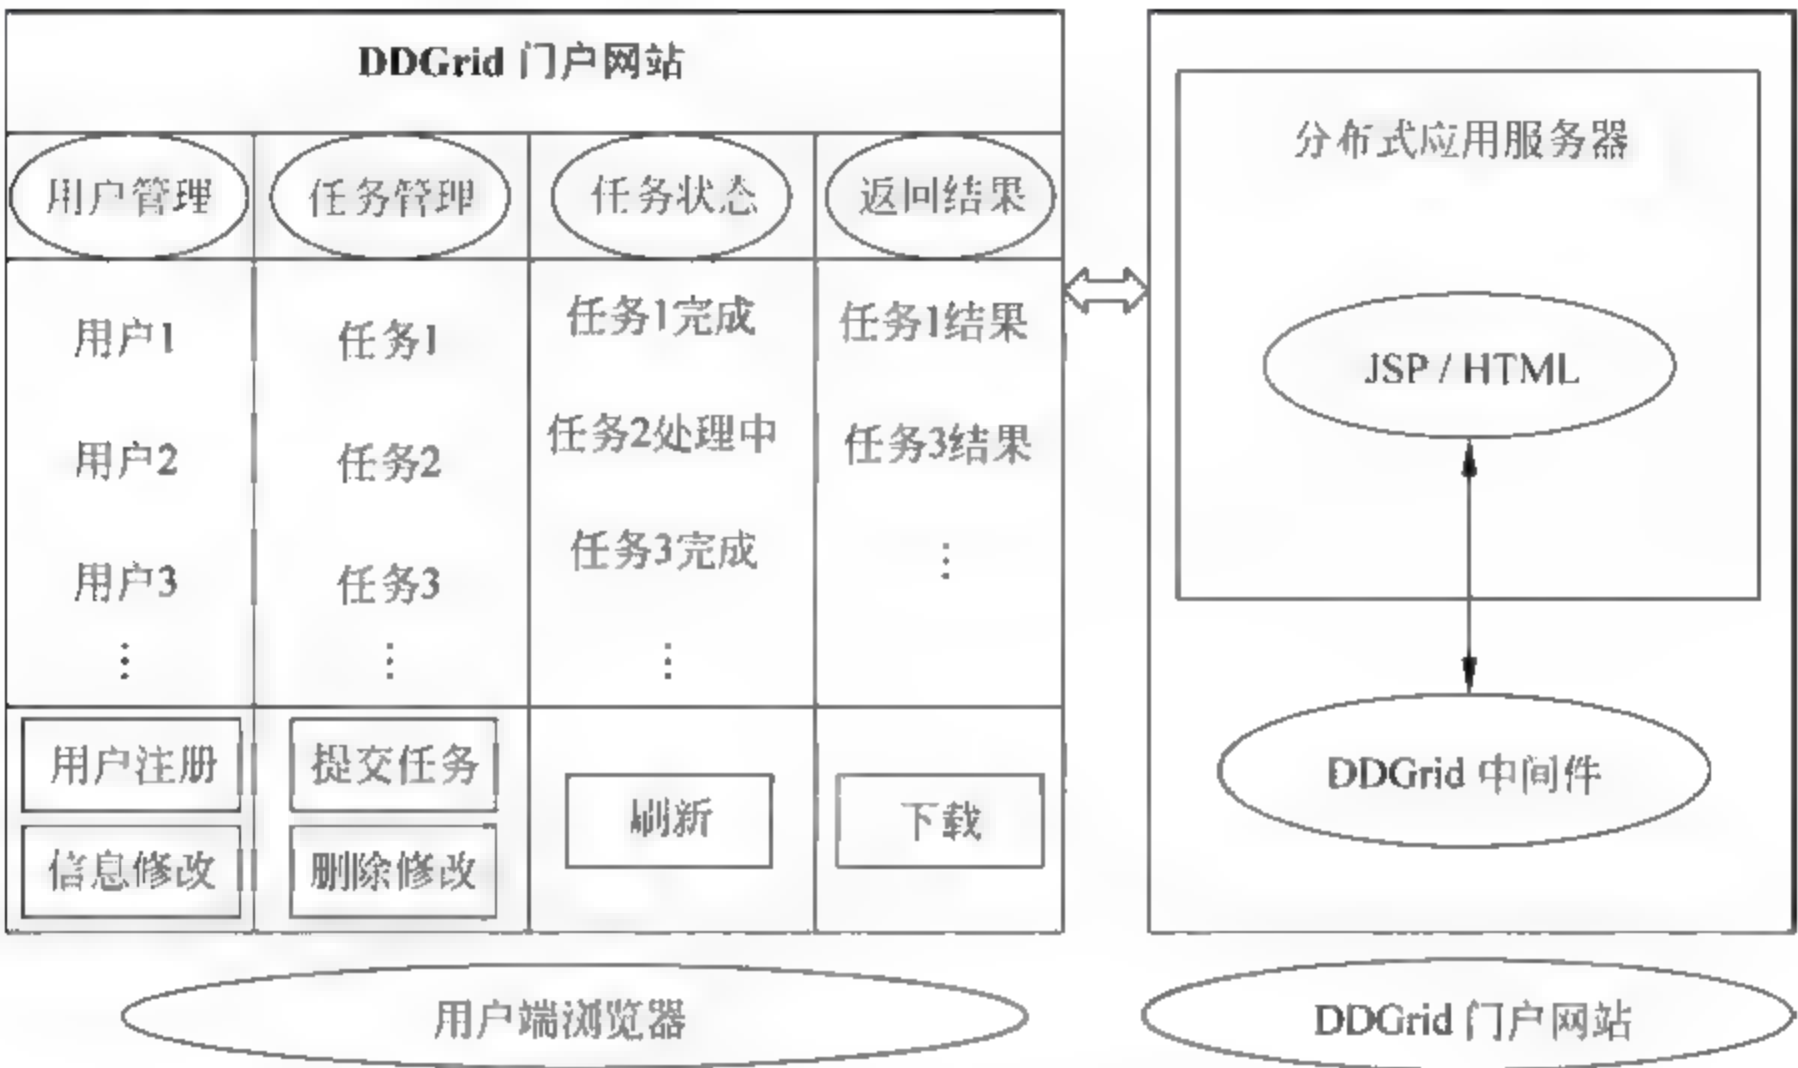 DDGrid 门户网站
用户管理
任务管理
任务状态
返回结果
用户1
用户2
用户3
⋮
任务1
任务2
任务3
⋮
任务1完成
任务2处理中
任务3完成
⋮
任务1结果
任务3结果
⋮
用户注册
信息修改
提交任务
删除修改
刷新
下载
用户端浏览器
分布式应用服务器
JSP / HTML
DDGrid 中间件
DDGrid 门户网站